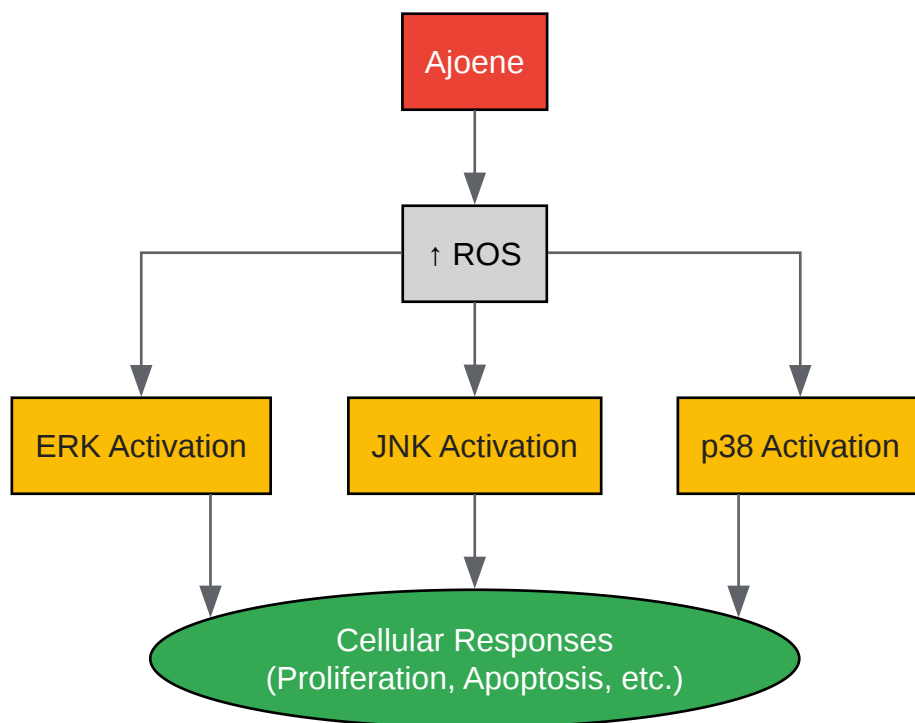 Ajoene
↑ ROS
ERK Activation
JNK Activation
p38 Activation
Cellular Responses
(Proliferation, Apoptosis, etc.)